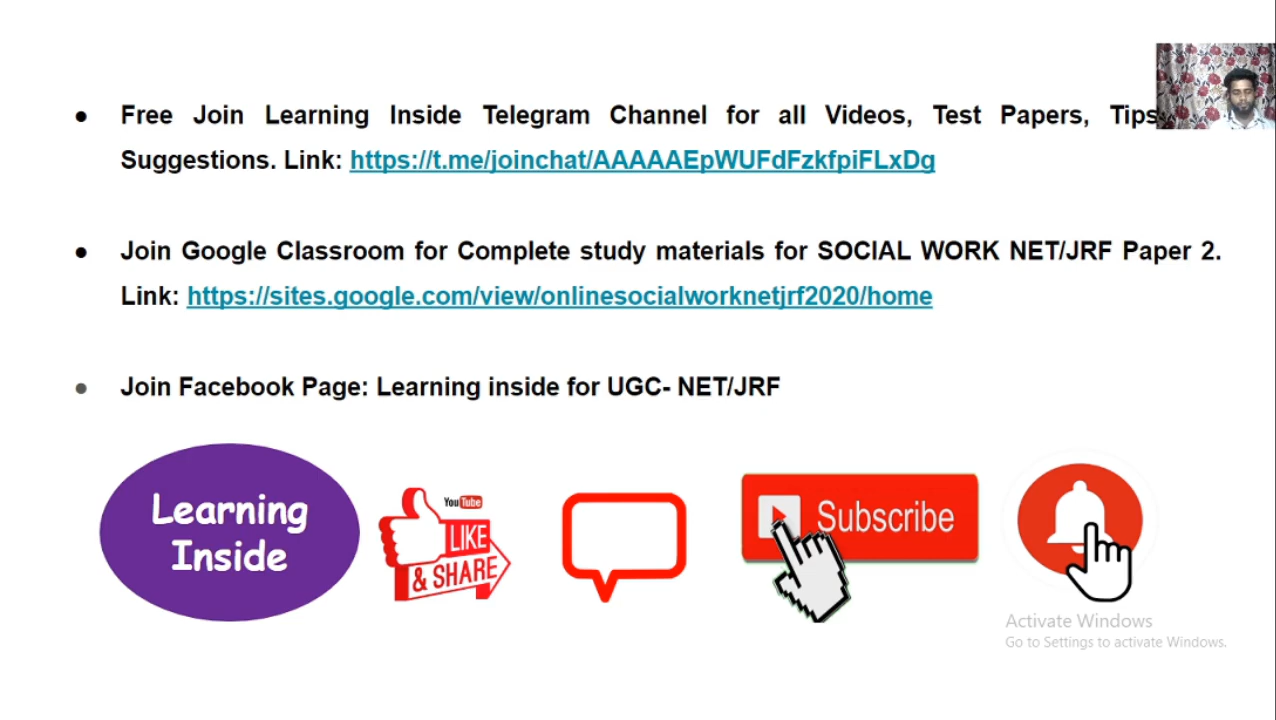 Free Join Learning Inside Telegram Channel for all Videos, Test Papers, Tips
Suggestions. Link: https://t.me/joinchat/AAAAAEpWUFdFzkfpiFLxDg
Join Google Classroom for Complete study materials for SOCIAL WORK NET/JRF Paper 2.
Link: https://sites.google.com/view/onlinesocialworknetjrf2020/home
Join Facebook Page: Learning inside for UGC- NET/JRF
Learning
Inside
YouTube
LIKE
& SHARE
Subscribe
Activate Windows
Go to Settings to activate Windows.